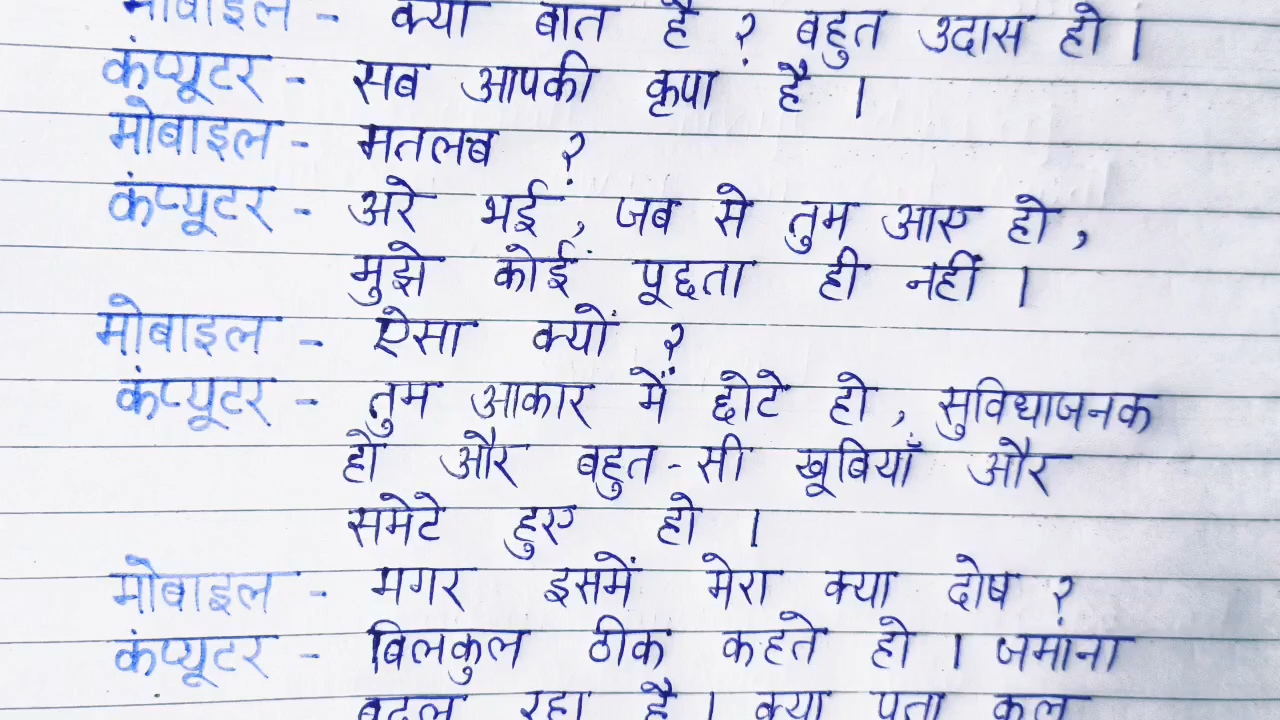 मोबाइल - क्या बात है ? बहुत उदास हो ।
कंप्यूटर - सब आपकी कृपा है ।
मोबाइल - मतलब ?
कंप्यूटर - अरे भई, जब से तुम आए हो,
मुझे कोई पूछता ही नहीं ।
मोबाइल - ऐसा क्यों ?
कंप्यूटर - तुम आकार में छोटे हो, सुविधाजनक
हो और बहुत-सी खूबियाँ और
समेटे हुए हो ।
मोबाइल - मगर इसमें मेरा क्या दोष ?
कंप्यूटर - बिलकुल ठीक कहते हो । जमाना
बदल रहा है । क्या पता कल